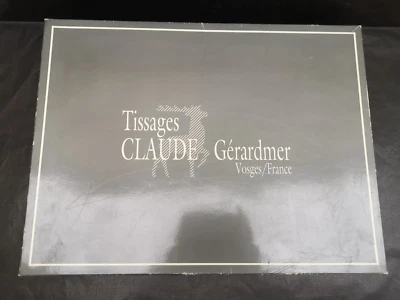 Tissages
CLAUDE Gérardmer
Vosges/France